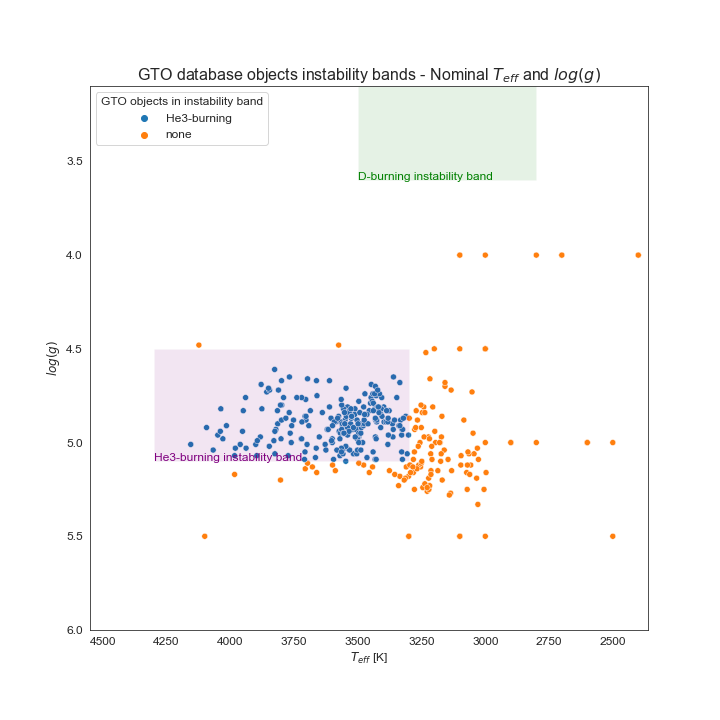 GTO database objects instability bands - Nominal $T_{eff}$ and $log(g)$
GTO objects in instability band
He3-burning
none
D-burning instability band
He3-burning instability band
3.5
4.0
4.5
5.0
5.5
6.0
log(g)
4500 4250 4000 3750 3500 3250 3000 2750 2500
$T_{eff}$ [K]